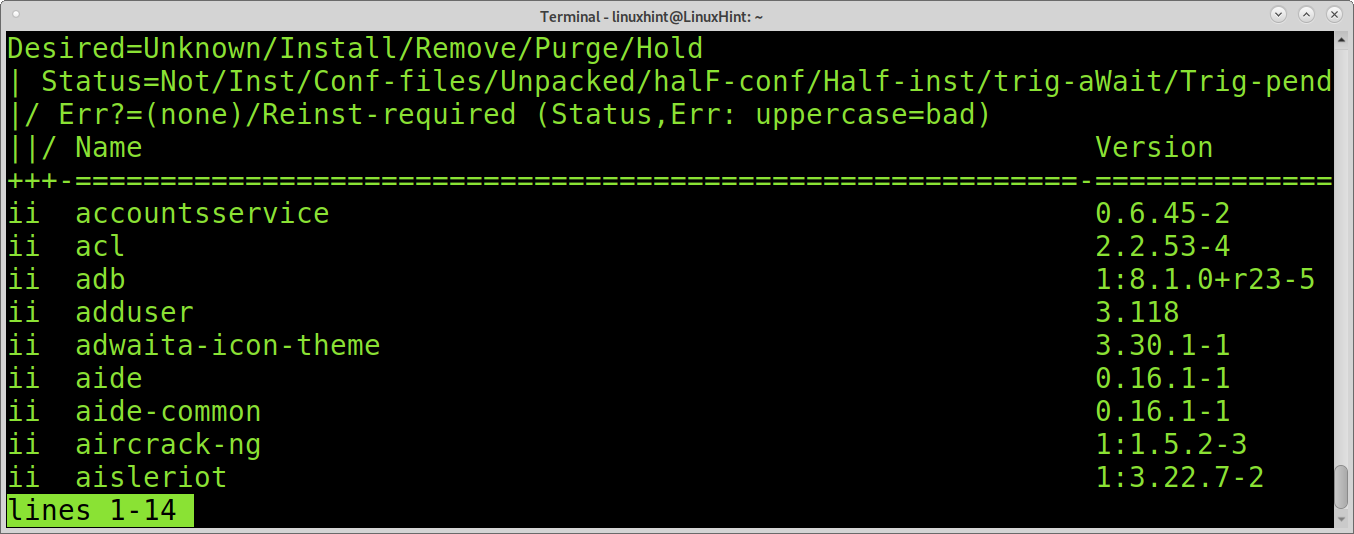 Terminal - linuxhint@LinuxHint: ~
Desired=Unknown/Install/Remove/Purge/Hold
| Status=Not/Inst/Conf-files/Unpacked/halF-conf/Half-inst/trig-aWait/Trig-pend
|/ Err?=(none)/Reinst-required (Status,Err: uppercase=bad)
||/ Name                                                        Version
+++-===========================================================-==============
ii  accountsservice                                             0.6.45-2
ii  acl                                                         2.2.53-4
ii  adb                                                         1:8.1.0+r23-5
ii  adduser                                                     3.118
ii  adwaita-icon-theme                                          3.30.1-1
ii  aide                                                        0.16.1-1
ii  aide-common                                                 0.16.1-1
ii  aircrack-ng                                                 1:1.5.2-3
ii  aisleriot                                                   1:3.22.7-2
lines 1-14